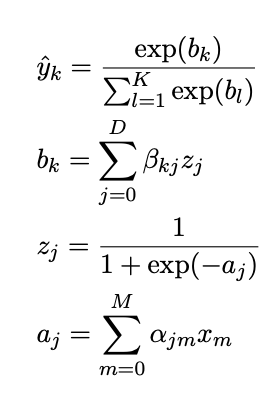 ŷ_k = exp(b_k) / ∑_{l=1}^{K} exp(b_l)
b_k = ∑_{j=0}^{D} β_{kj} z_j
z_j = 1 / (1 + exp(−a_j))
a_j = ∑_{m=0}^{M} α_{jm} x_m